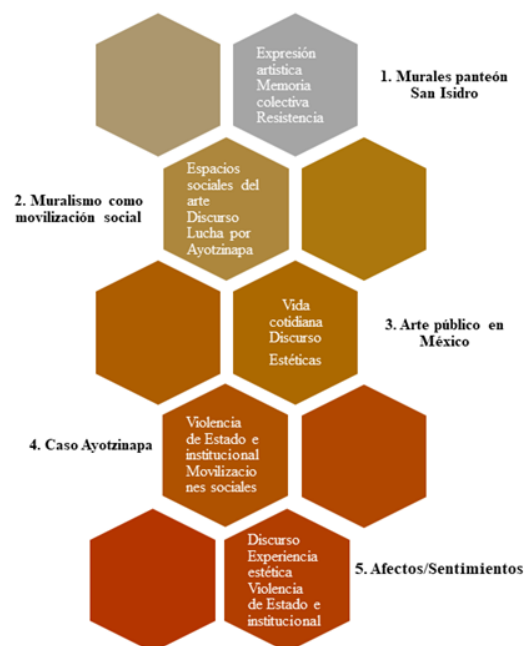 Expresión
artística
Memoria
colectiva
Resistencia
1. Murales panteón
San Isidro
2. Muralismo como
movilización social
Espacios
sociales del
arte
Discurso
Lucha por
Ayotzinapa
Vida
cotidiana
Discurso
Estéticas
3. Arte público en
México
4. Caso Ayotzinapa
Violencia
de Estado e
institucional
Movilizacio
nes sociales
Discurso
Experiencia
estética
Violencia
de Estado e
institucional
5. Afectos/Sentimientos